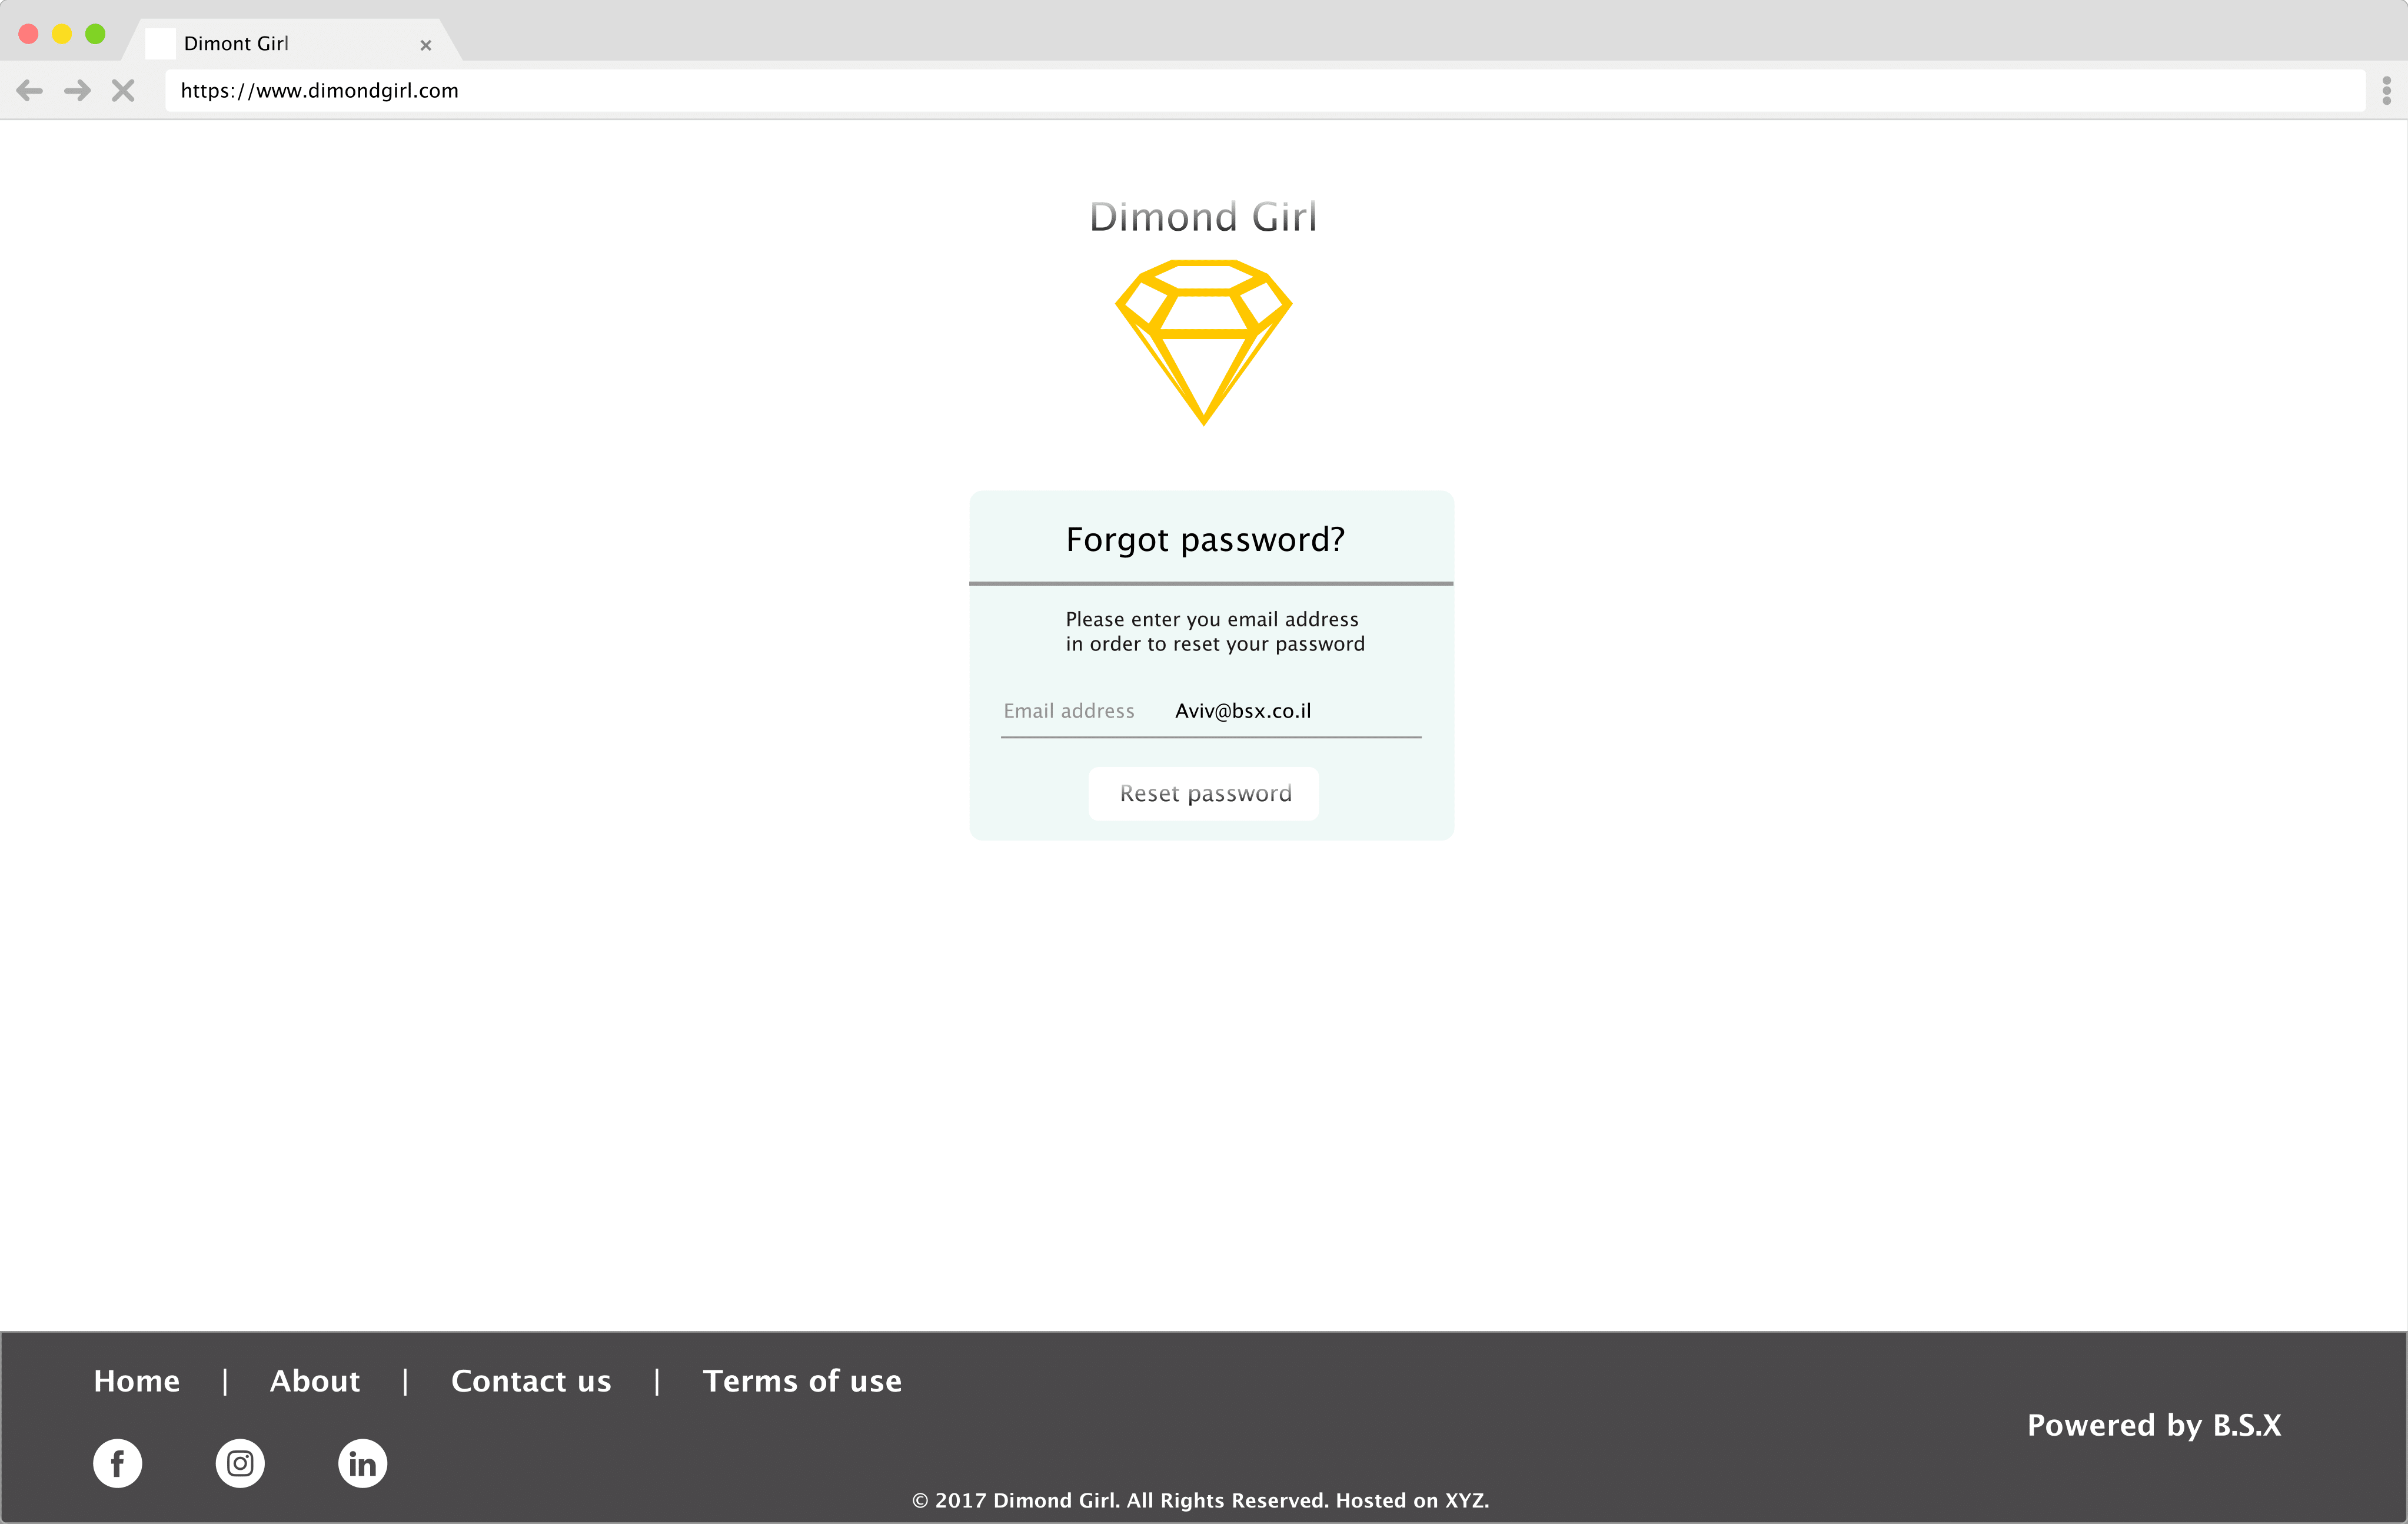 Dimont Girl
https://www.dimondgirl.com
Dimond Girl
Forgot password?
Please enter you email address
in order to reset your password
Email address Aviv@bsx.co.il
Reset password
Home | About | Contact us | Terms of use
Powered by B.S.X
© 2017 Dimond Girl. All Rights Reserved. Hosted on XYZ.